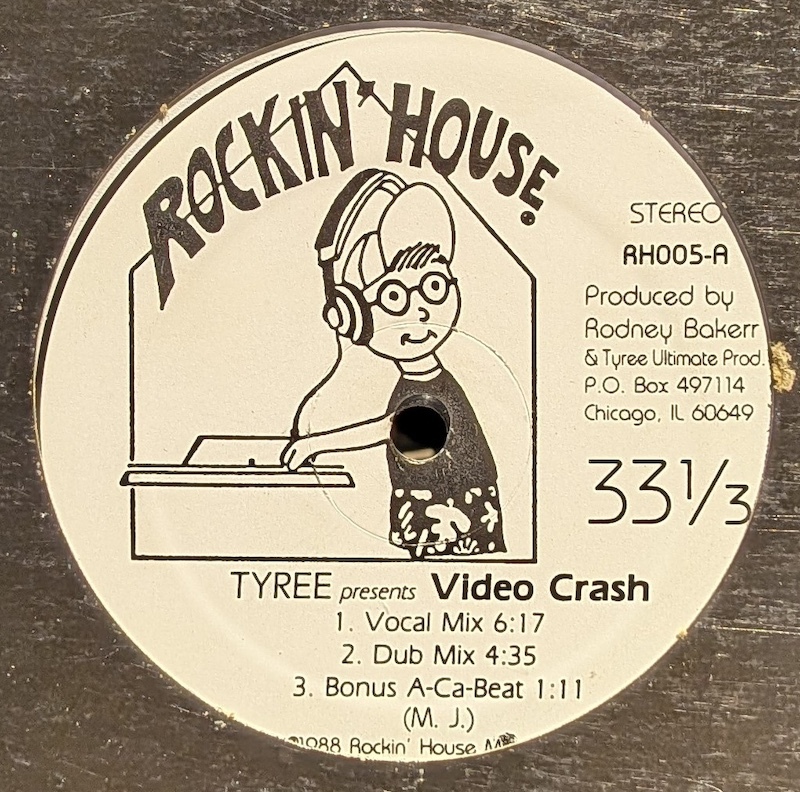 ROCKIN' HOUSE
STEREO
RH005-A
Produced by
Rodney Bakerr
& Tyree Ultimate Prod.
P.O. Box 497114
Chicago, IL 60649
33⅓
TYREE presents Video Crash
1. Vocal Mix 6:17
2. Dub Mix 4:35
3. Bonus A-Ca-Beat 1:11
(M. J.)
℗1988 Rockin' House